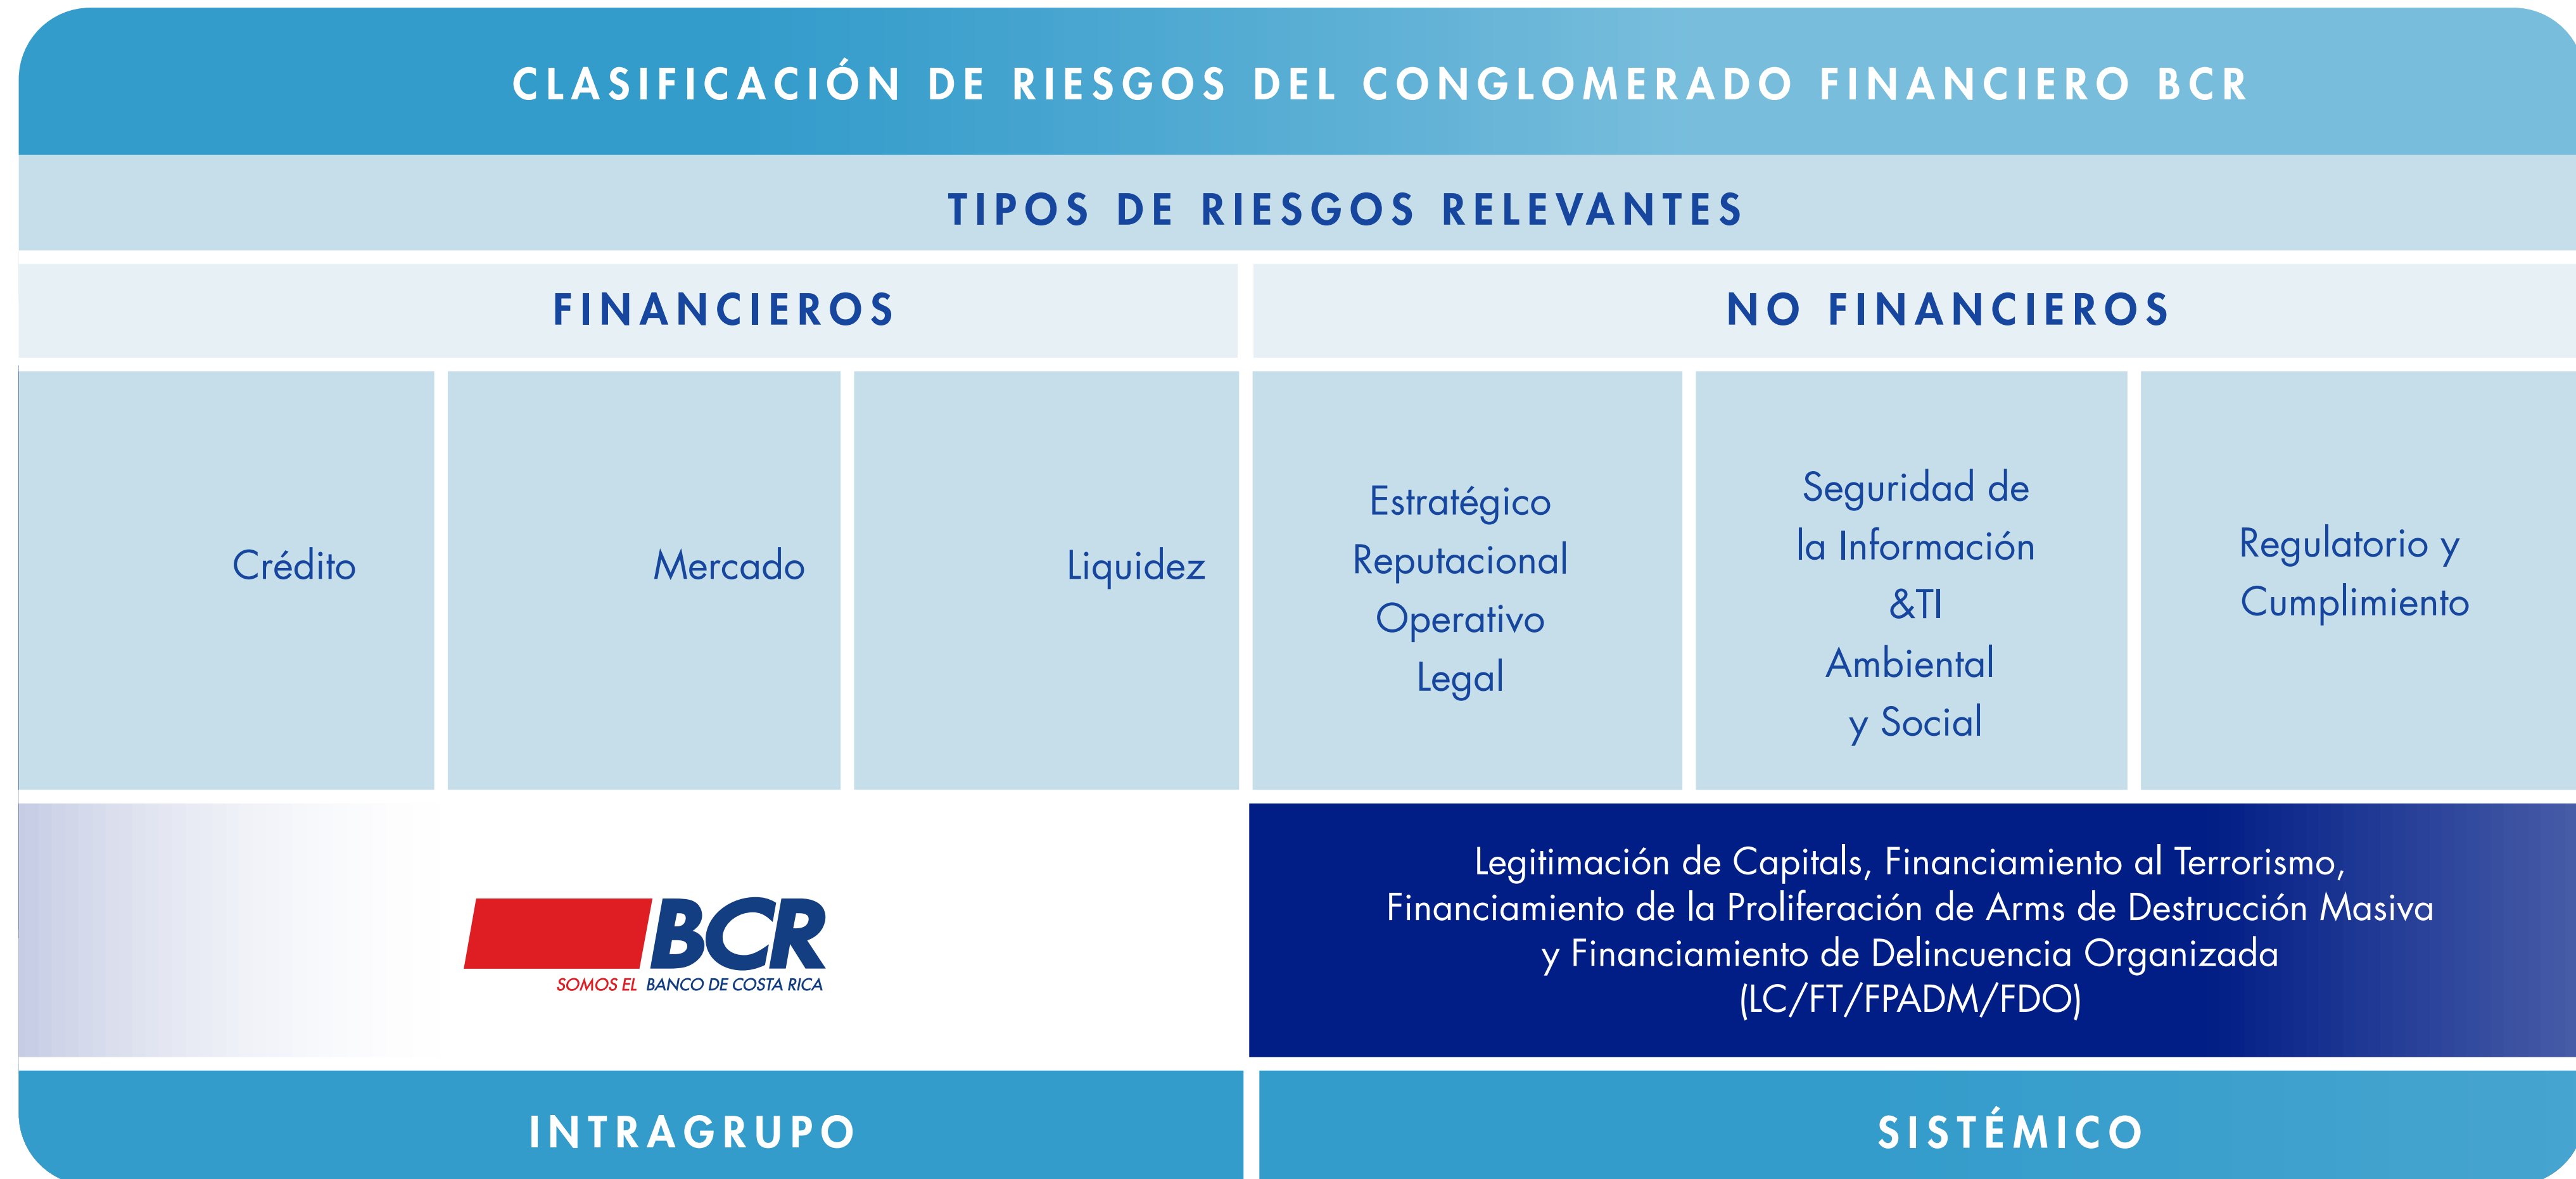 CLASIFICACIÓN DE RIESGOS DEL CONGLOMERADO FINANCIERO BCR
TIPOS DE RIESGOS RELEVANTES
FINANCIEROS
NO FINANCIEROS
Crédito
Mercado
Liquidez
Estratégico
Reputacional
Operativo
Legal
Seguridad de
la Información
&TI
Ambiental
y Social
Regulatorio y
Cumplimiento
BCR
SOMOS EL BANCO DE COSTA RICA
Legitimación de Capitals, Financiamiento al Terrorismo,
Financiamiento de la Proliferación de Arms de Destrucción Masiva
y Financiamiento de Delincuencia Organizada
(LC/FT/FPADM/FDO)
INTRAGRUPO
SISTÉMICO